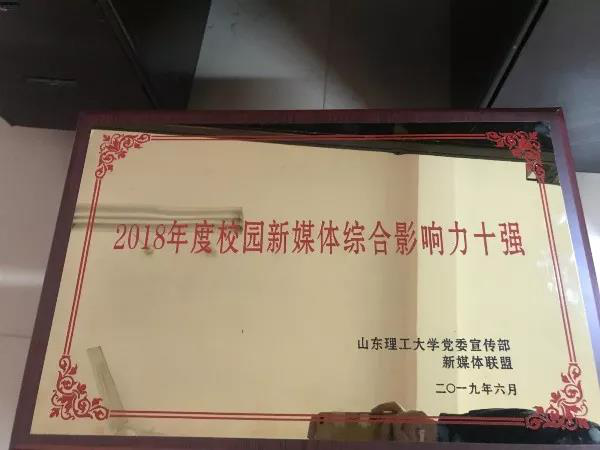 2018年度校园新媒体综合影响力十强
山东理工大学党委宣传部
新媒体联盟
二〇一九年六月